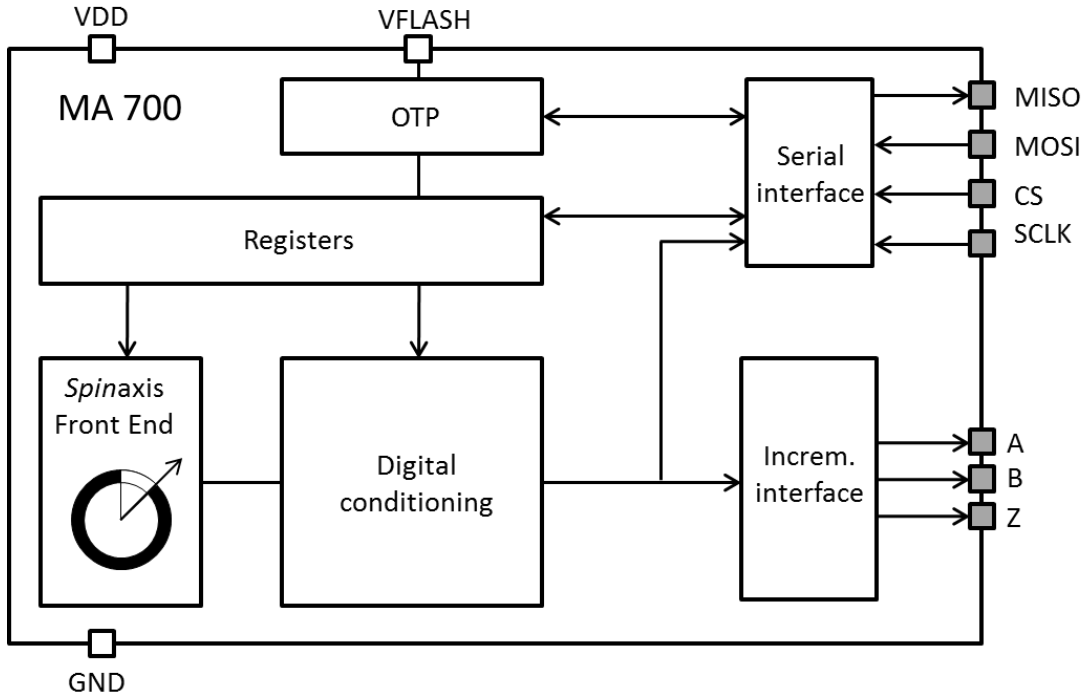 VDD
VFLASH
MA 700
OTP
Serial
interface
MISO
MOSI
CS
SCLK
Registers
Spinaxis
Front End
Digital
conditioning
Increm.
interface
A
B
Z
GND